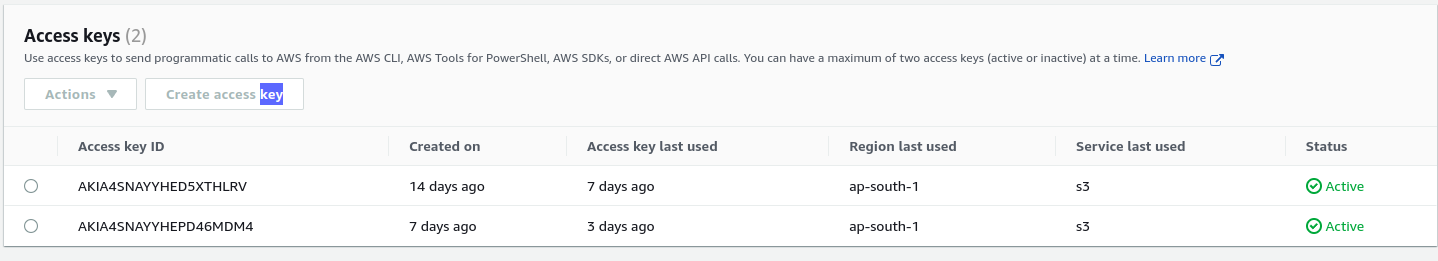 Access keys (2)
Use access keys to send programmatic calls to AWS from the AWS CLI, AWS Tools for PowerShell, AWS SDKs, or direct AWS API calls. You can have a maximum of two access keys (active or inactive) at a time. Learn more
Actions Create access key
Access key ID Created on Access key last used Region last used Service last used Status
AKIA4SNAYYHED5XTHLRV 14 days ago 7 days ago ap-south-1 s3 Active
AKIA4SNAYYHEPD46MDM4 7 days ago 3 days ago ap-south-1 s3 Active